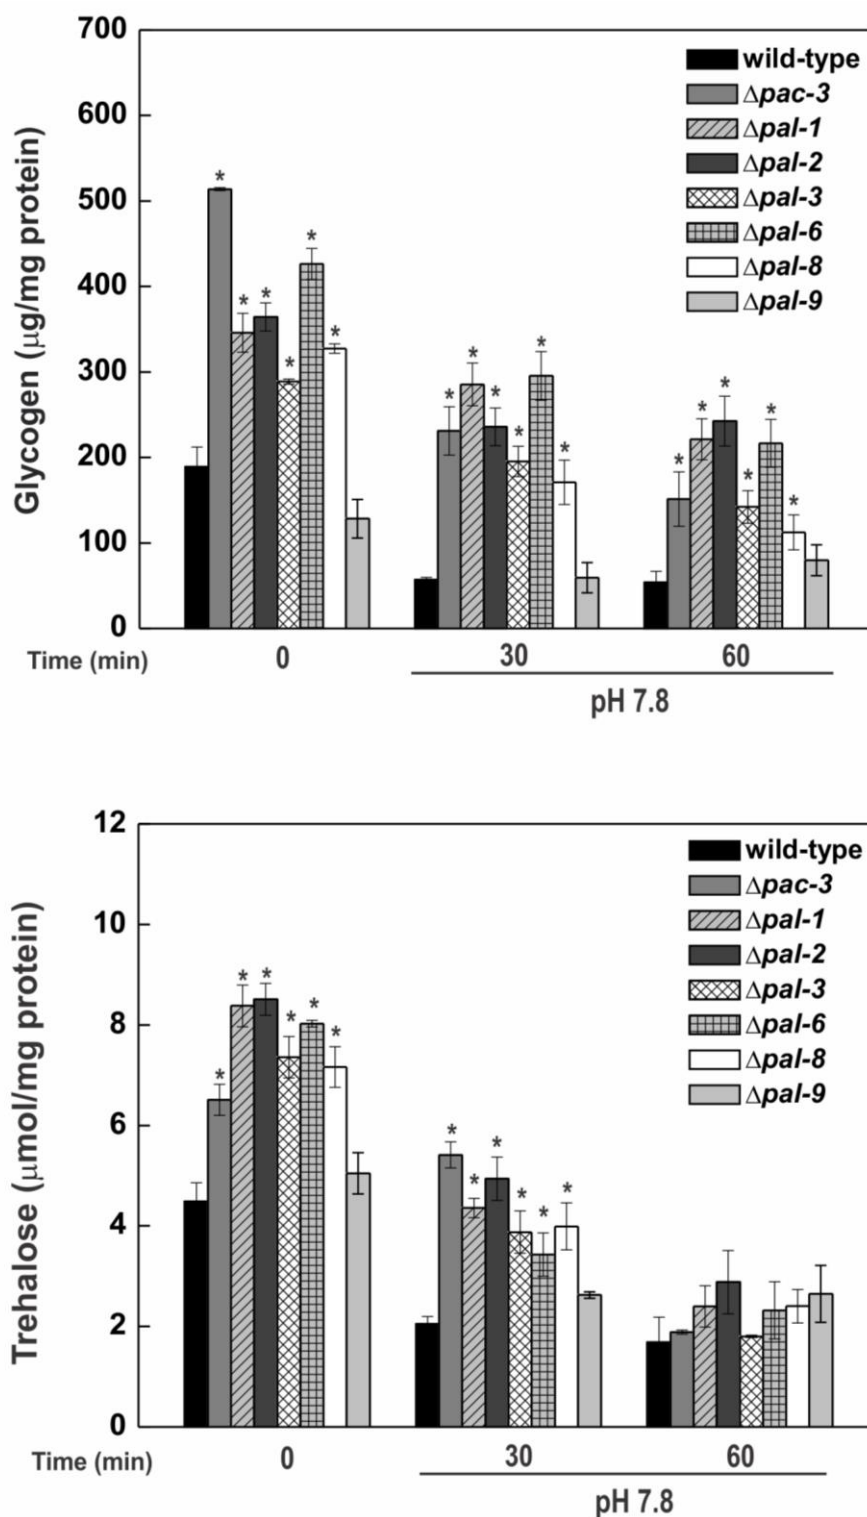 700
600
500
400
300
200
100
0
Glycogen (μg/mg protein)
wild-type
Δpac-3
Δpal-1
Δpal-2
Δpal-3
Δpal-6
Δpal-8
Δpal-9
* * * * * *
* * * * * *
* * * * * *
Time (min) 0 30 60
pH 7.8
12
10
8
6
4
2
0
Trehalose (μmol/mg protein)
wild-type
Δpac-3
Δpal-1
Δpal-2
Δpal-3
Δpal-6
Δpal-8
Δpal-9
* * * * * *
* * * * * *
Time (min) 0 30 60
pH 7.8